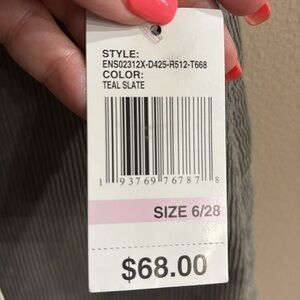 STYLE:
ENS02312X-D425-R512-T668
COLOR:
TEAL SLATE
1 93769 76787 8
SIZE 6/28
$68.00